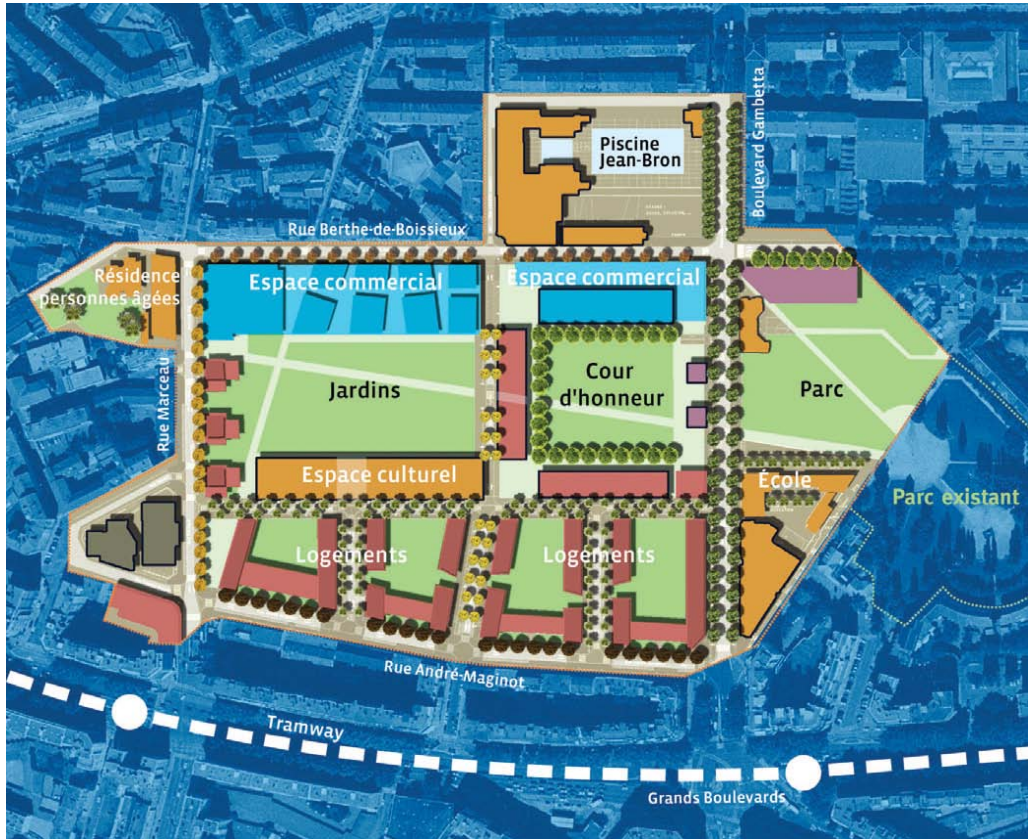 Piscine
Jean-Bron
Boulevard Gambetta
Rue Berthe-de-Boissieux
Résidence
personnes âgées
Espace commercial
Espace commercial
Rue Marceau
Jardins
Cour
d'honneur
Parc
Espace culturel
École
Parc existant
Logements
Logements
Rue André-Maginot
Tramway
Grands Boulevards